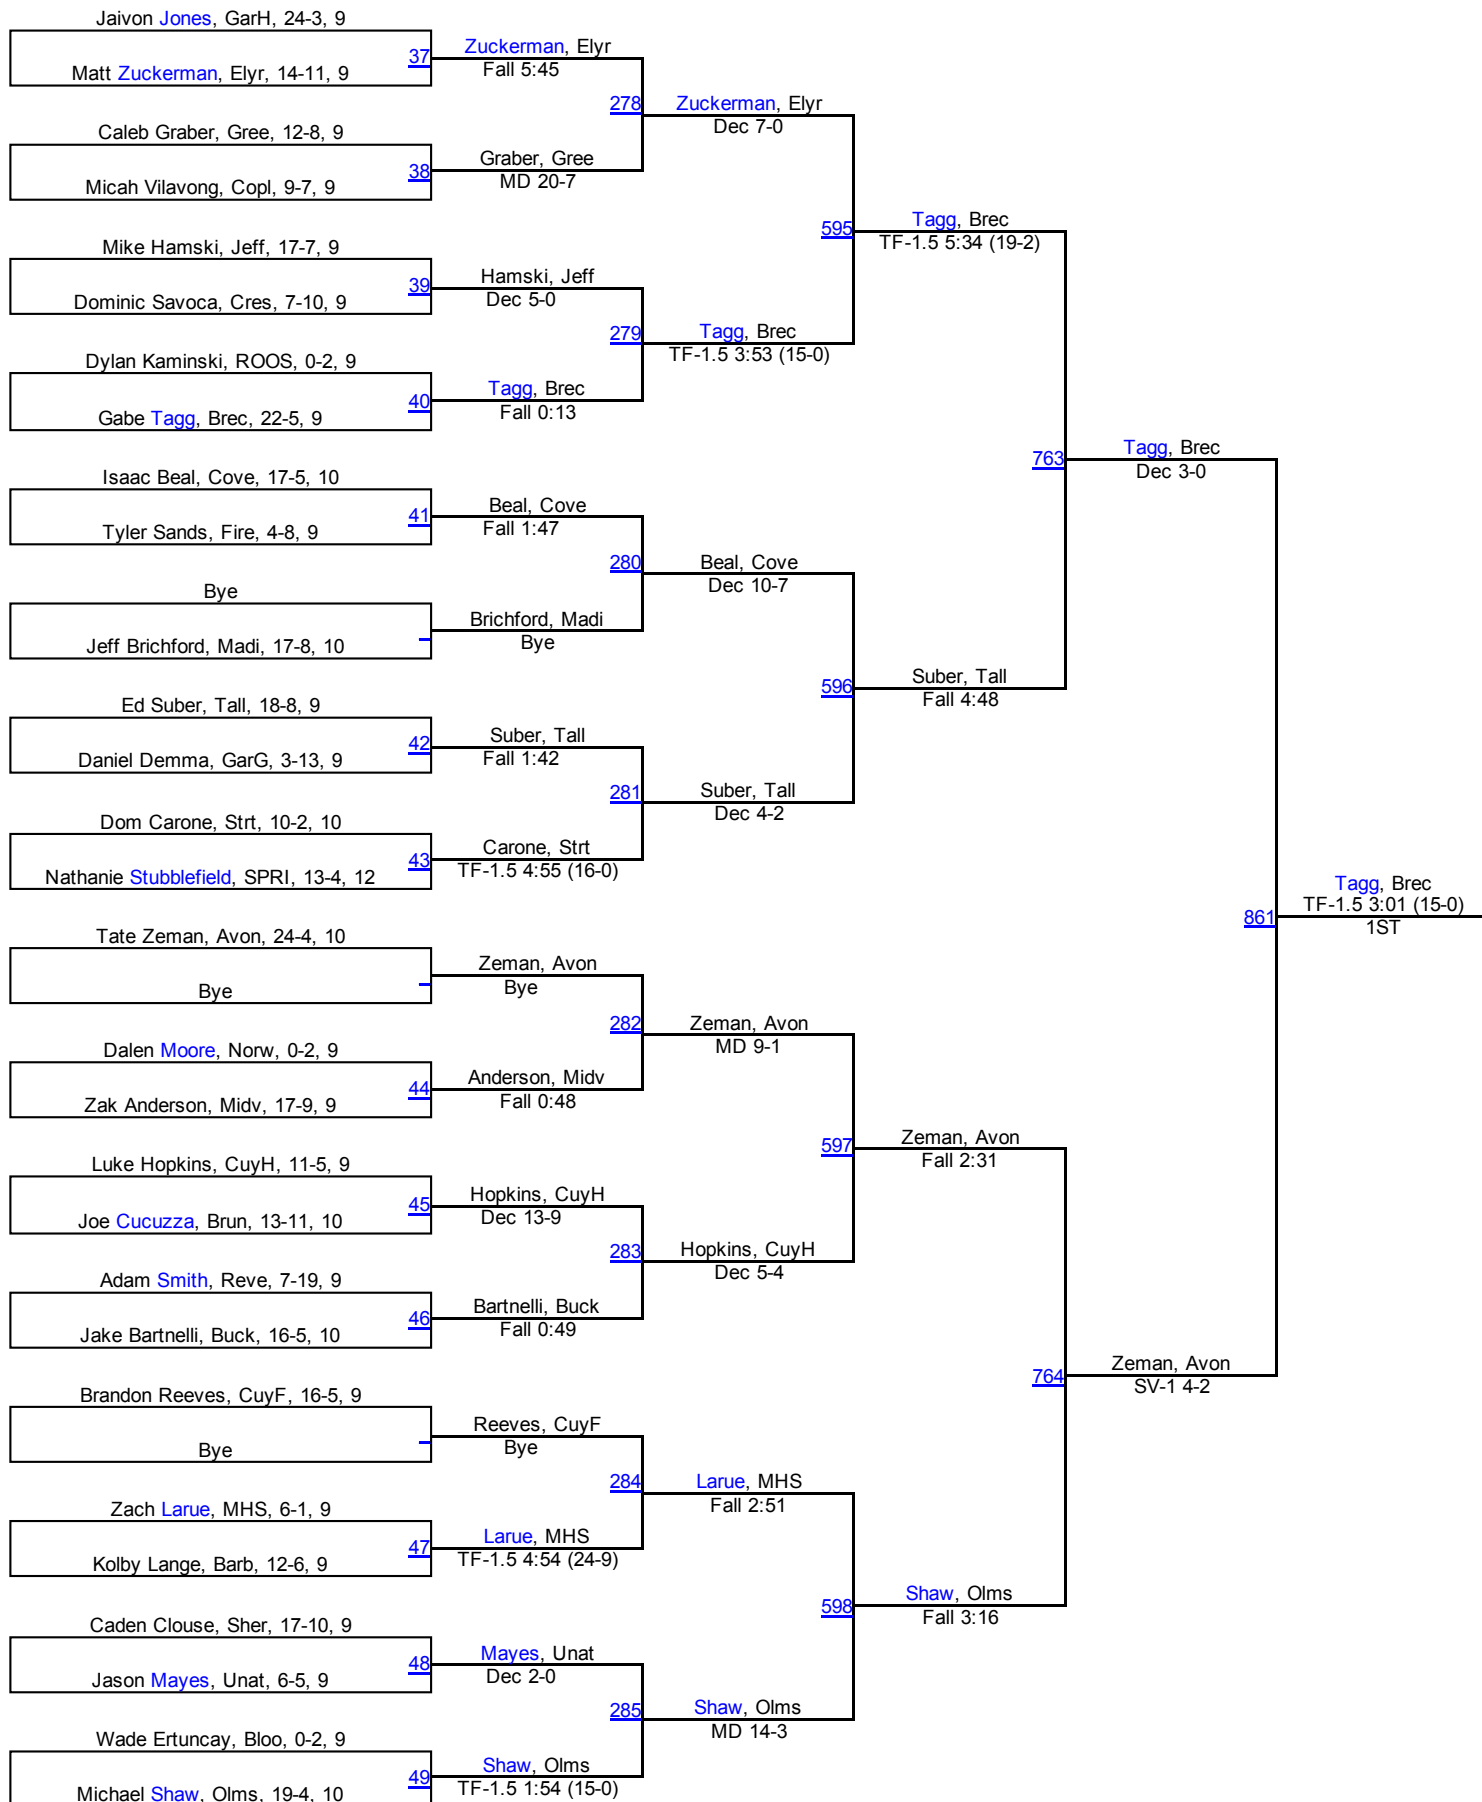 Jaivon Jones, GarH, 24-3, 9
37
Matt Zuckerman, Elyr, 14-11, 9
Zuckerman, Elyr
Fall 5:45
278
Zuckerman, Elyr
Dec 7-0
Caleb Graber, Gree, 12-8, 9
38
Micah Vilavong, Copl, 9-7, 9
Graber, Gree
MD 20-7
595
Tagg, Brec
TF-1.5 5:34 (19-2)
Mike Hamski, Jeff, 17-7, 9
39
Dominic Savoca, Cres, 7-10, 9
Hamski, Jeff
Dec 5-0
279
Tagg, Brec
TF-1.5 3:53 (15-0)
Dylan Kaminski, ROOS, 0-2, 9
40
Gabe Tagg, Brec, 22-5, 9
Tagg, Brec
Fall 0:13
763
Tagg, Brec
Dec 3-0
Isaac Beal, Cove, 17-5, 10
41
Tyler Sands, Fire, 4-8, 9
Beal, Cove
Fall 1:47
280
Beal, Cove
Dec 10-7
Bye
Jeff Brichford, Madi, 17-8, 10
Brichford, Madi
Bye
596
Suber, Tall
Fall 4:48
Ed Suber, Tall, 18-8, 9
42
Daniel Demma, GarG, 3-13, 9
Suber, Tall
Fall 1:42
281
Suber, Tall
Dec 4-2
Dom Carone, Strt, 10-2, 10
43
Nathanie Stubblefield, SPRI, 13-4, 12
Carone, Strt
TF-1.5 4:55 (16-0)
861
Tagg, Brec
TF-1.5 3:01 (15-0)
1ST
Tate Zeman, Avon, 24-4, 10
Bye
Zeman, Avon
Bye
282
Zeman, Avon
MD 9-1
Dalen Moore, Norw, 0-2, 9
44
Zak Anderson, Midv, 17-9, 9
Anderson, Midv
Fall 0:48
597
Zeman, Avon
Fall 2:31
Luke Hopkins, CuyH, 11-5, 9
45
Joe Cucuzza, Brun, 13-11, 10
Hopkins, CuyH
Dec 13-9
283
Hopkins, CuyH
Dec 5-4
Adam Smith, Reve, 7-19, 9
46
Jake Bartnelli, Buck, 16-5, 10
Bartnelli, Buck
Fall 0:49
764
Zeman, Avon
SV-1 4-2
Brandon Reeves, CuyF, 16-5, 9
Bye
Reeves, CuyF
Bye
284
Larue, MHS
Fall 2:51
Zach Larue, MHS, 6-1, 9
47
Kolby Lange, Barb, 12-6, 9
Larue, MHS
TF-1.5 4:54 (24-9)
598
Shaw, Olms
Fall 3:16
Caden Clouse, Sher, 17-10, 9
48
Jason Mayes, Unat, 6-5, 9
Mayes, Unat
Dec 2-0
285
Shaw, Olms
MD 14-3
Wade Ertuncay, Bloo, 0-2, 9
49
Michael Shaw, Olms, 19-4, 10
Shaw, Olms
TF-1.5 1:54 (15-0)